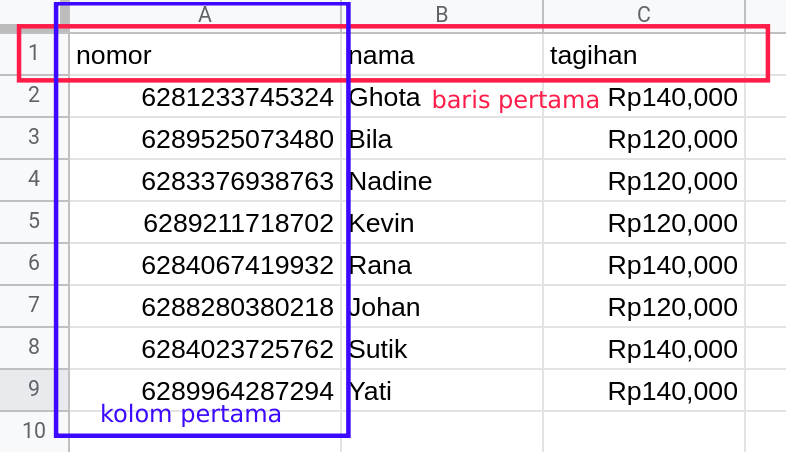 A B C
1 nomor nama tagihan
2 6281233745324 Ghota baris pertama Rp140,000
3 6289525073480 Bila Rp120,000
4 6283376938763 Nadine Rp120,000
5 6289211718702 Kevin Rp120,000
6 6284067419932 Rana Rp140,000
7 6288280380218 Johan Rp120,000
8 6284023725762 Sutik Rp140,000
9 6289964287294 Yati Rp140,000
kolom pertama
10